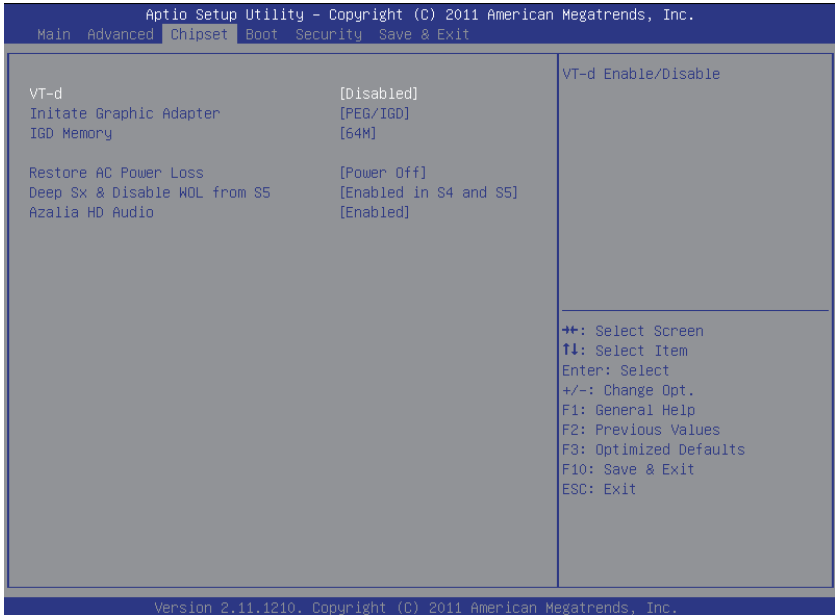 Aptio Setup Utility – Copyright (C) 2011 American Megatrends, Inc.
Main Advanced Chipset Boot Security Save & Exit
VT-d [Disabled]
Initate Graphic Adapter [PEG/IGD]
IGD Memory [64M]
Restore AC Power Loss [Power Off]
Deep Sx & Disable WOL from S5 [Enabled in S4 and S5]
Azalia HD Audio [Enabled]
VT-d Enable/Disable
→←: Select Screen
↑↓: Select Item
Enter: Select
+/-: Change Opt.
F1: General Help
F2: Previous Values
F3: Optimized Defaults
F10: Save & Exit
ESC: Exit
Version 2.11.1210. Copyright (C) 2011 American Megatrends, Inc.